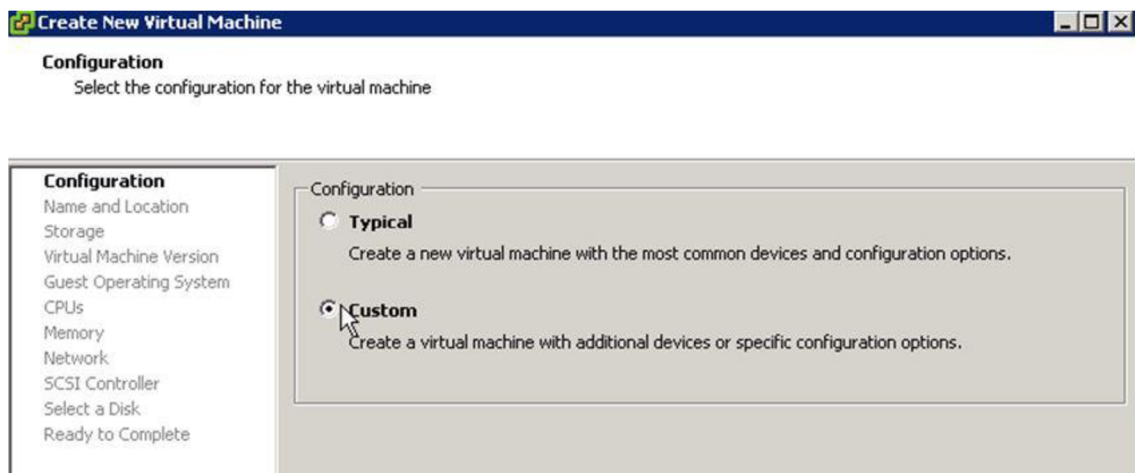 Create New Virtual Machine
Configuration
Select the configuration for the virtual machine
Configuration
Name and Location
Storage
Virtual Machine Version
Guest Operating System
CPUs
Memory
Network
SCSI Controller
Select a Disk
Ready to Complete
Configuration
Typical
Create a new virtual machine with the most common devices and configuration options.
Custom
Create a virtual machine with additional devices or specific configuration options.